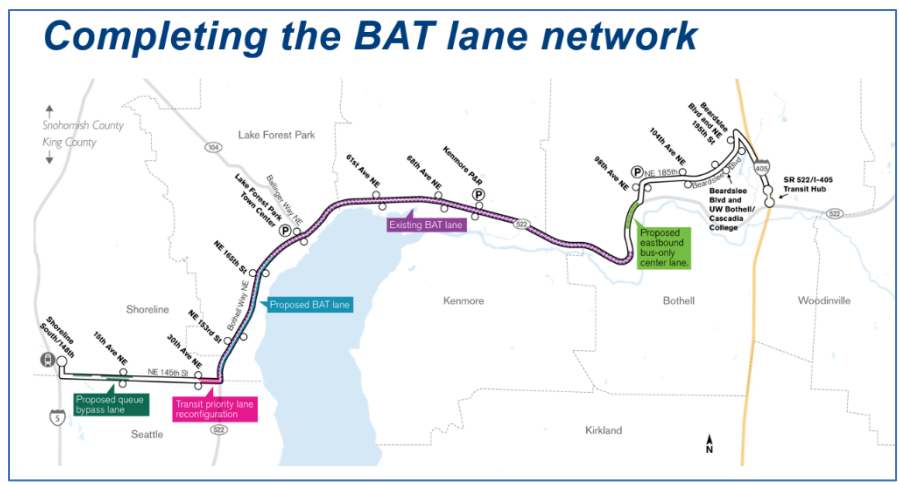 Completing the BAT lane network
Snohomish County
King County
Lake Forest Park
104
Ballinger Way NE
Lake Forest Park
Town Center
P
61st Ave NE
68th Ave NE
Kenmore P&R
P
Existing BAT lane
522
98th Ave NE
P
NE 185th
104th Ave NE
Beardslee
Blvd and NE
195th St
Beardslee Blvd
405
Beardslee
Blvd and
UW Bothell/
Cascadia
College
SR 522/I-405
Transit Hub
522
Proposed
eastbound
bus-only
center lane.
NE 165th St
Bothell Way NE
Proposed BAT lane
NE 153rd St
Shoreline
Kenmore
Bothell
Woodinville
Shoreline
South/148th
15th Ave NE
30th Ave NE
NE 145th St
Proposed queue
bypass lane
Transit priority lane
reconfiguration
5
522
Seattle
Kirkland
N